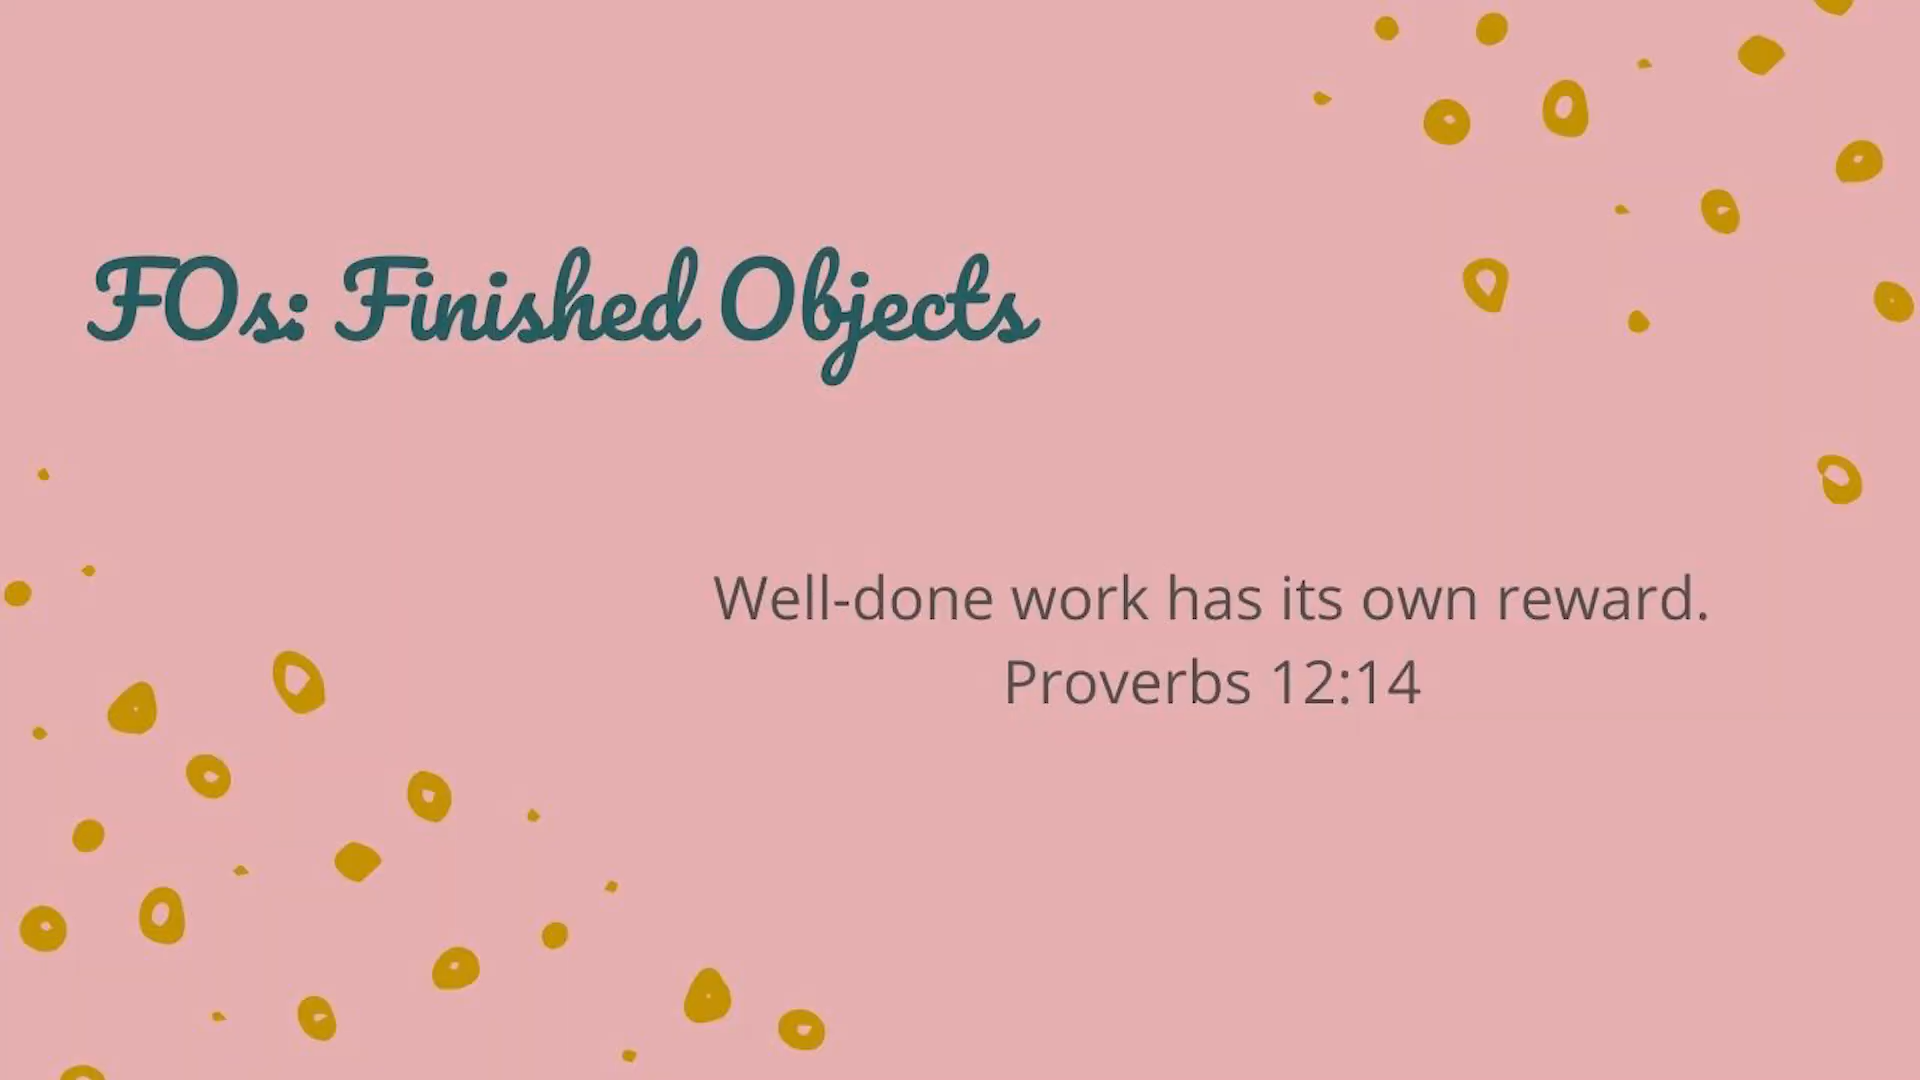 FOs: Finished Objects
Well-done work has its own reward.
Proverbs 12:14